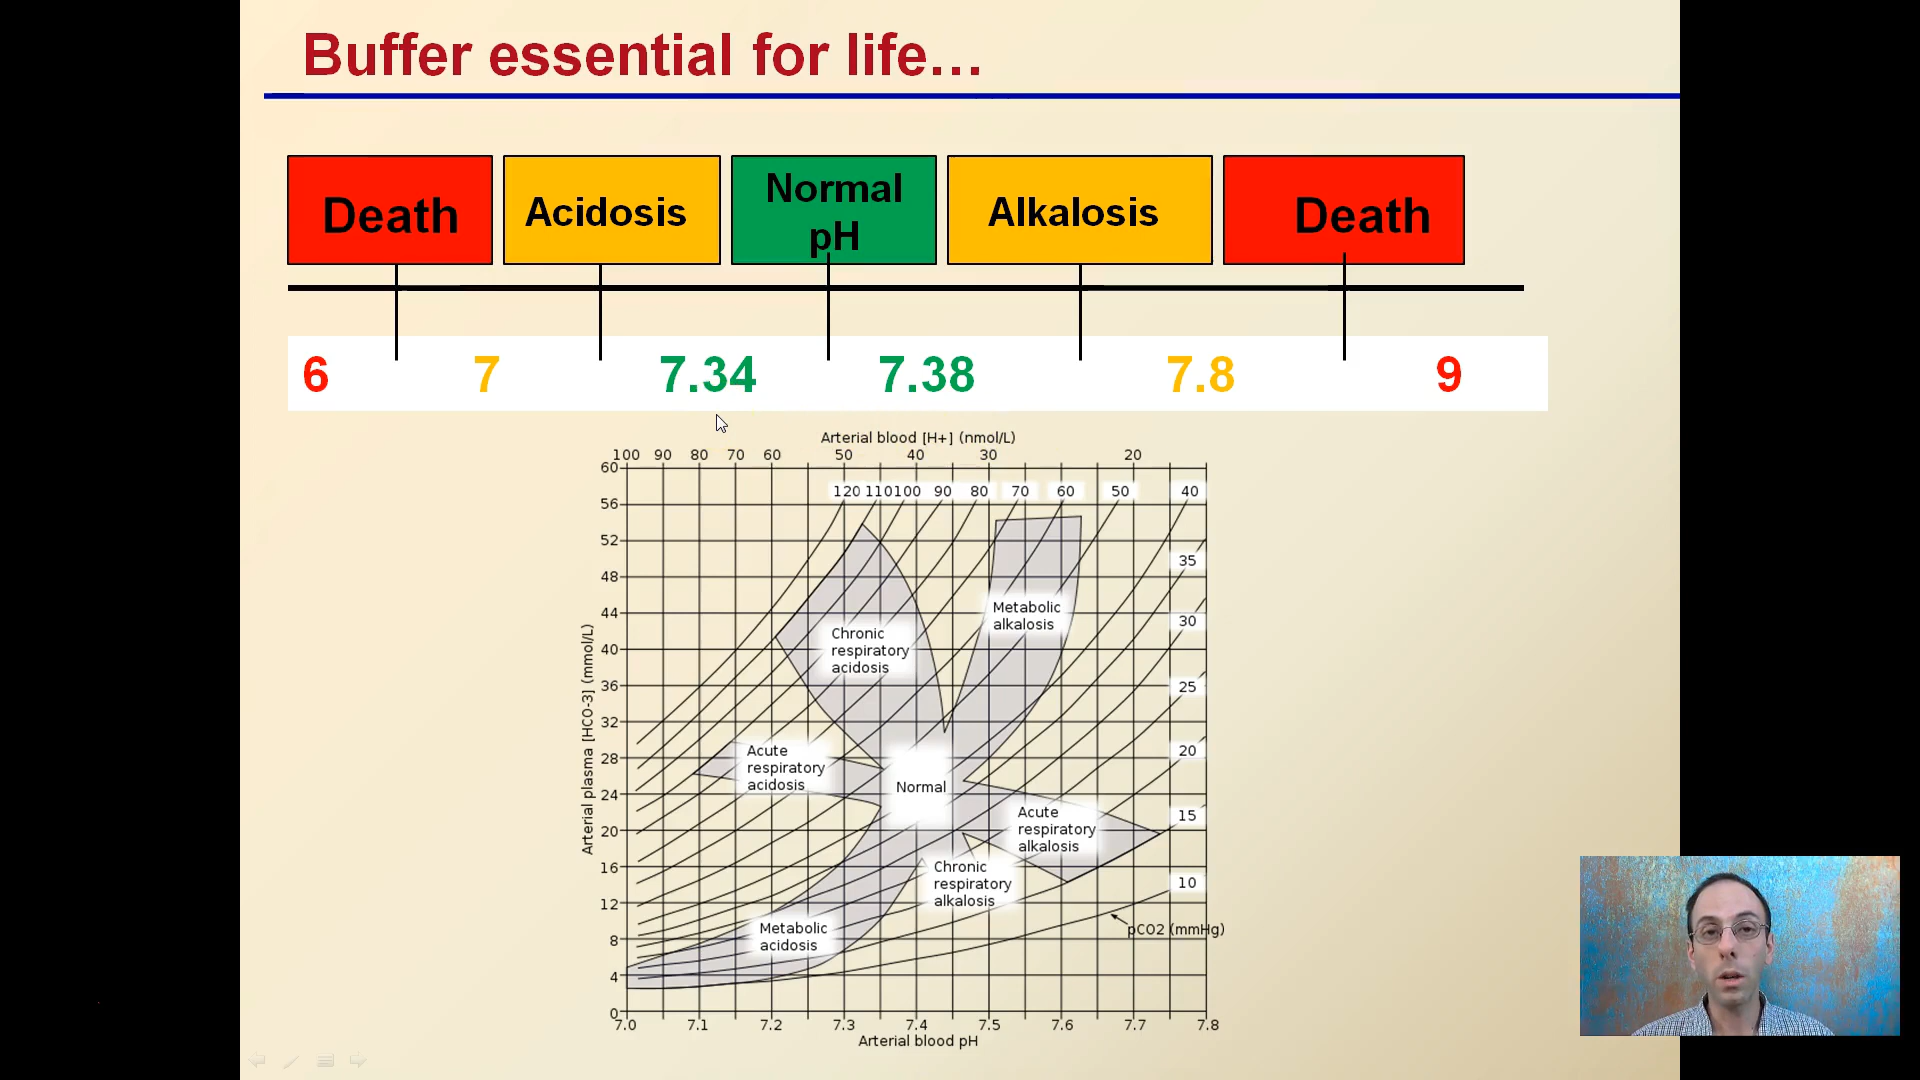 Buffer essential for life…
Death
Acidosis
Normal
pH
Alkalosis
Death
6 7 7.34 7.38 7.8 9
Arterial blood [H+] (nmol/L)
100 90 80 70 60 50 40 30 20
120 110 100 90 80 70 60 50 40
35
30
25
20
15
10
60
56
52
48
44
40
36
32
28
24
20
16
12
8
4
0
Arterial plasma [HCO-3] (mmol/L)
Metabolic
alkalosis
Chronic
respiratory
acidosis
Acute
respiratory
acidosis
Normal
Acute
respiratory
alkalosis
Chronic
respiratory
alkalosis
Metabolic
acidosis
pCO2 (mmHg)
7.0 7.1 7.2 7.3 7.4 7.5 7.6 7.7 7.8
Arterial blood pH